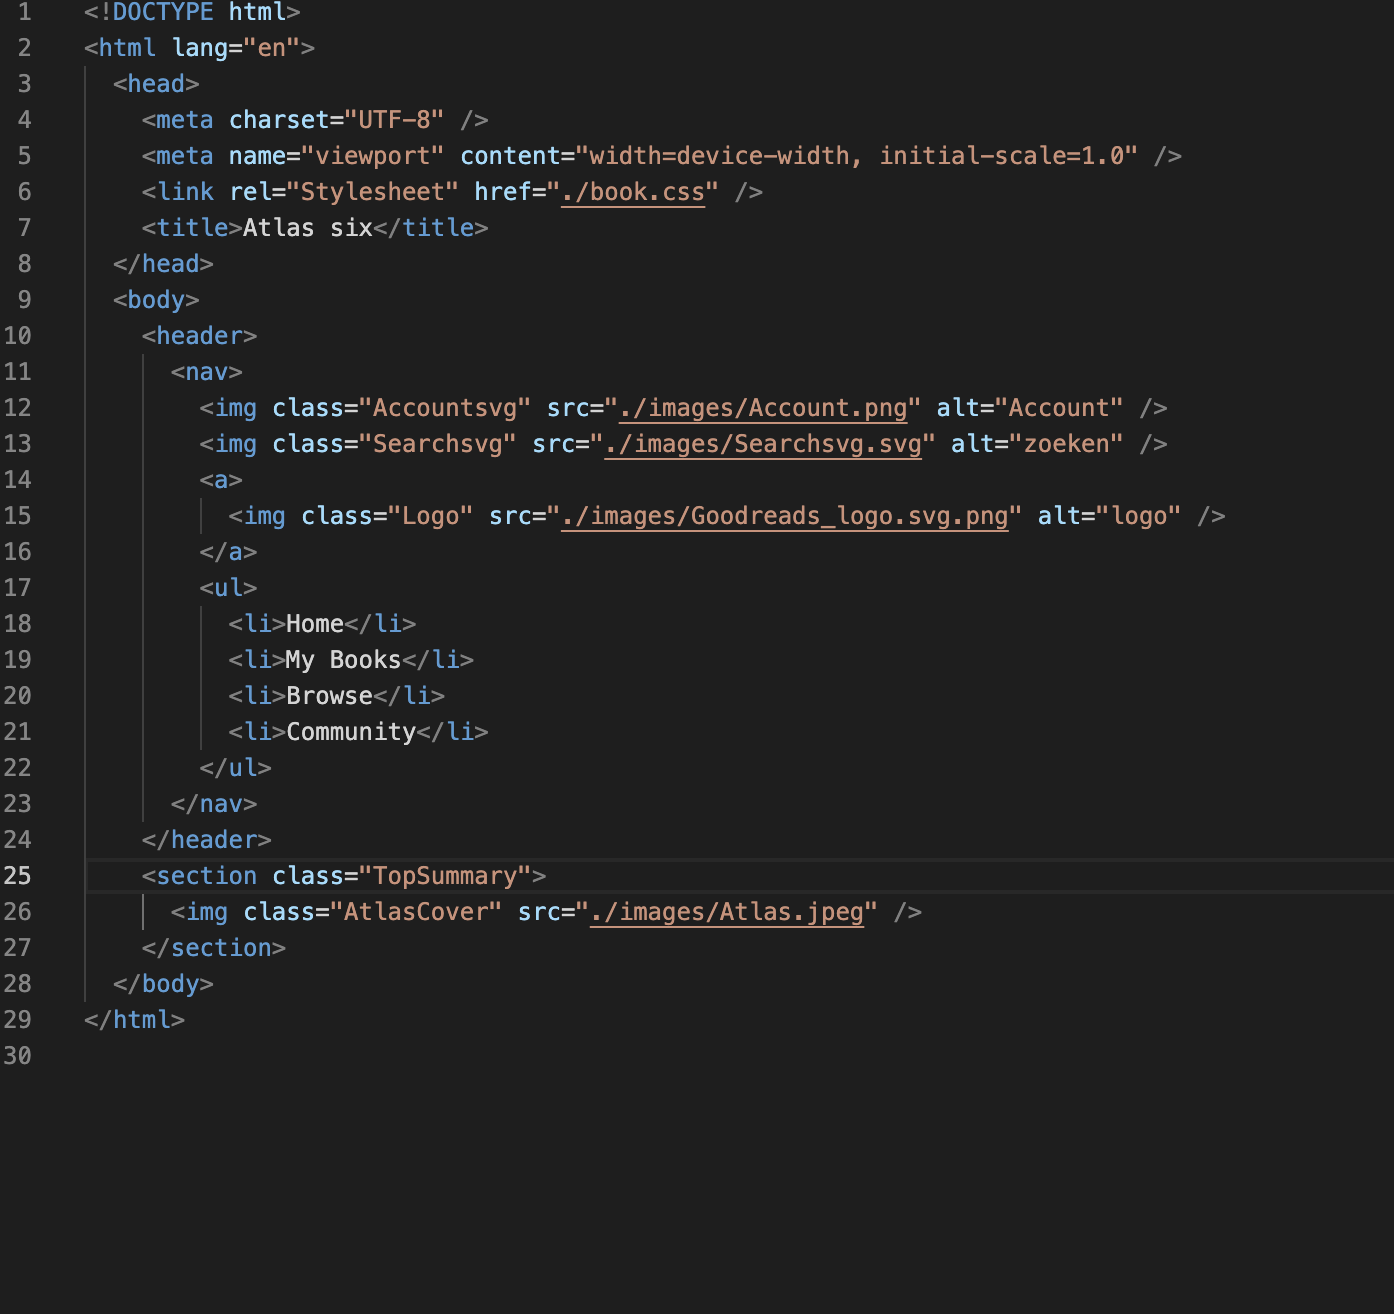 1 <!DOCTYPE html>
2 <html lang="en">
3   <head>
4     <meta charset="UTF-8" />
5     <meta name="viewport" content="width=device-width, initial-scale=1.0" />
6     <link rel="Stylesheet" href="./book.css" />
7     <title>Atlas six</title>
8   </head>
9   <body>
10     <header>
11       <nav>
12         <img class="Accountsvg" src="./images/Account.png" alt="Account" />
13         <img class="Searchsvg" src="./images/Searchsvg.svg" alt="zoeken" />
14         <a>
15           <img class="Logo" src="./images/Goodreads_logo.svg.png" alt="logo" />
16         </a>
17         <ul>
18           <li>Home</li>
19           <li>My Books</li>
20           <li>Browse</li>
21           <li>Community</li>
22         </ul>
23       </nav>
24     </header>
25     <section class="TopSummary">
26       <img class="AtlasCover" src="./images/Atlas.jpeg" />
27     </section>
28   </body>
29 </html>
30